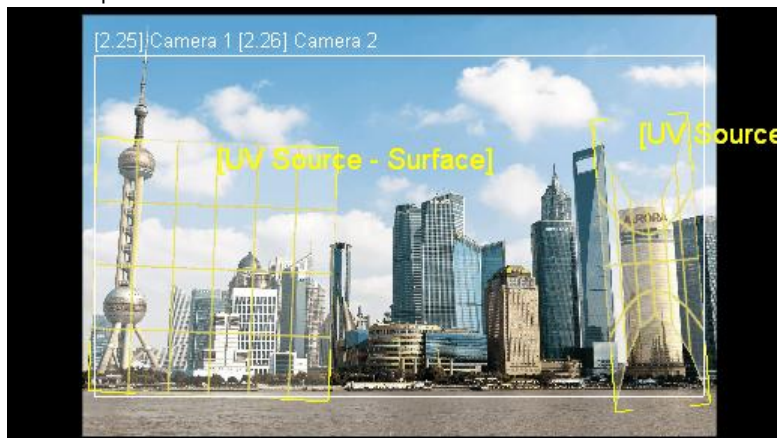 [2.25] Camera 1 [2.26] Camera 2
[UV Source
[UV Source - Surface]
AURORA